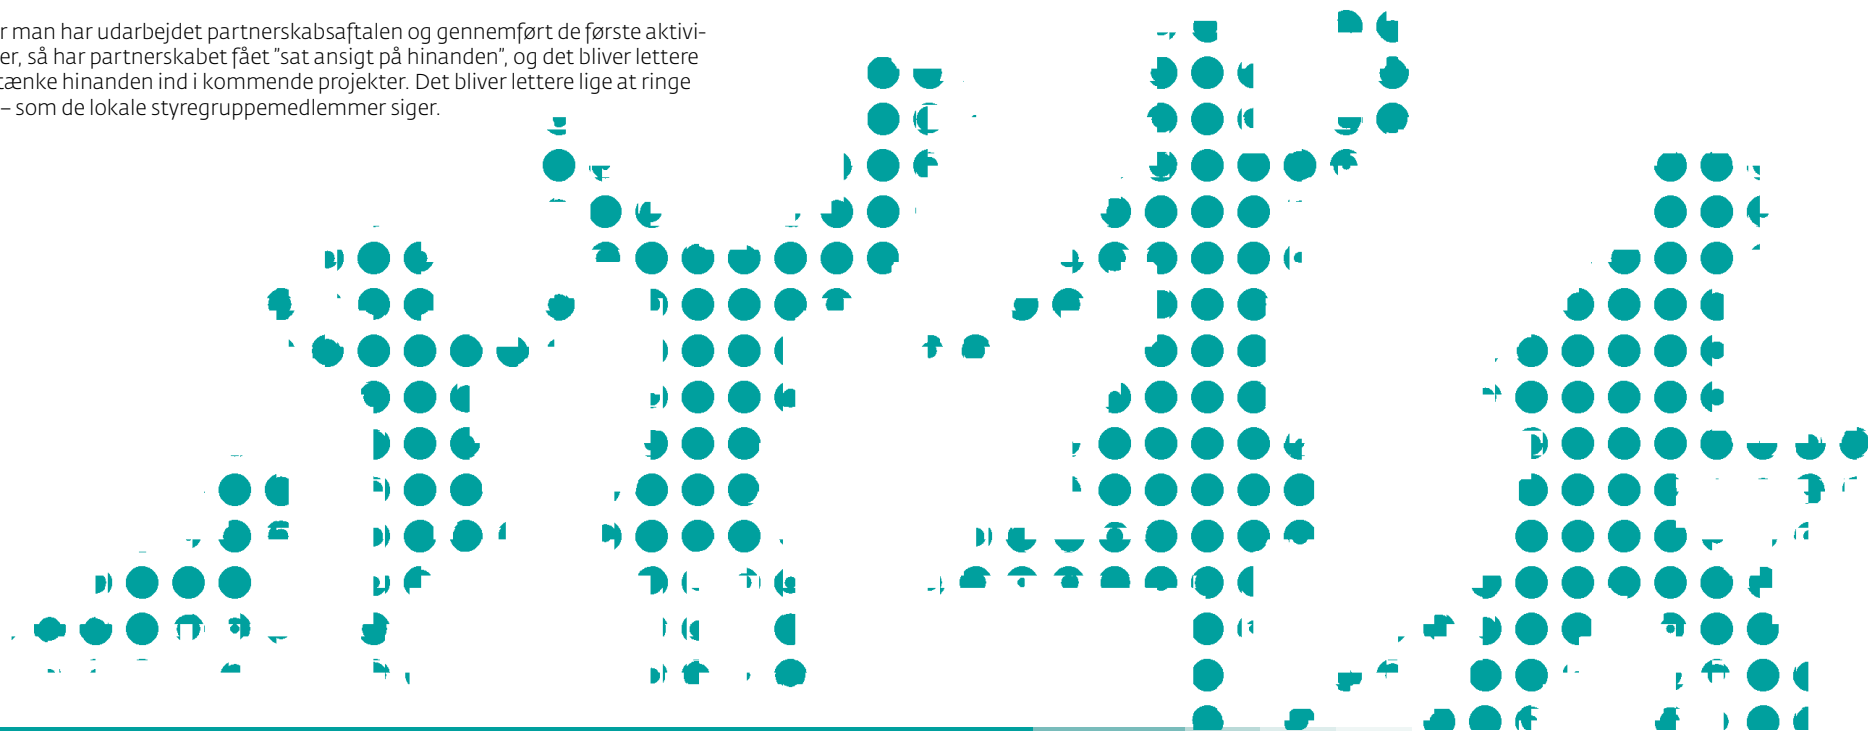 r man har udarbejdet partnerskabsaftalen og gennemført de første aktivi-
er, så har partnerskabet fået ”sat ansigt på hinanden”, og det bliver lettere
tænke hinanden ind i kommende projekter. Det bliver lettere lige at ringe
– som de lokale styregruppemedlemmer siger.